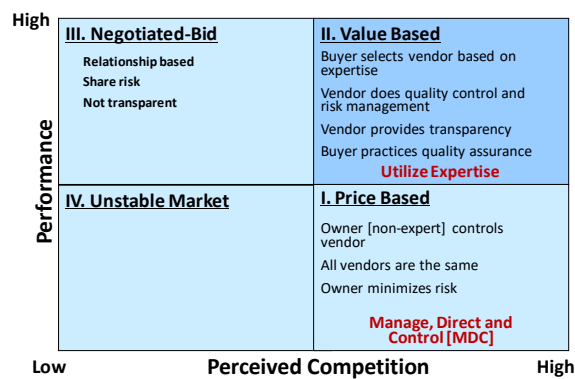 High
III. Negotiated-Bid
Relationship based
Share risk
Not transparent
II. Value Based
Buyer selects vendor based on
expertise
Vendor does quality control and
risk management
Vendor provides transparency
Buyer practices quality assurance
Utilize Expertise
Performance
IV. Unstable Market
I. Price Based
Owner [non-expert] controls
vendor
All vendors are the same
Owner minimizes risk
Manage, Direct and
Control [MDC]
Low
Perceived Competition
High